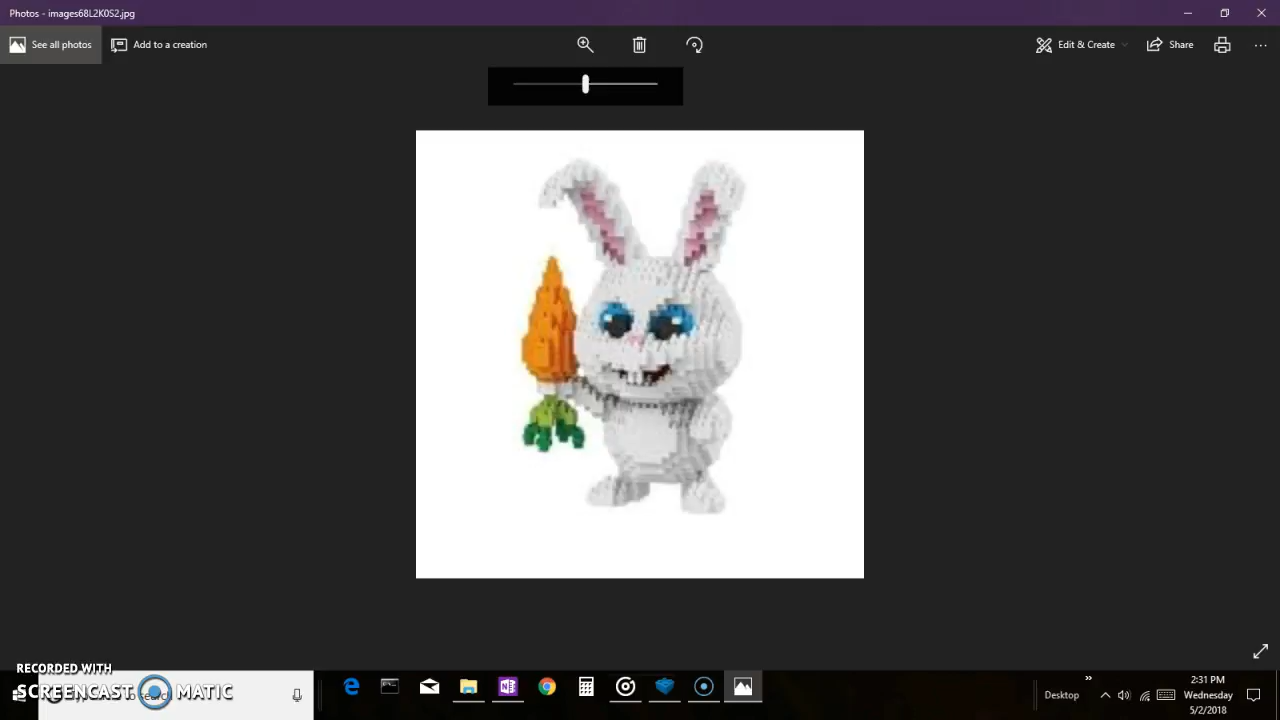 Photos - images68L2K0S2.jpg
See all photos
Add to a creation
Edit & Create
Share
RECORDED WITH
SCREENCAST MATIC
Desktop
2:31 PM
Wednesday
5/2/2018